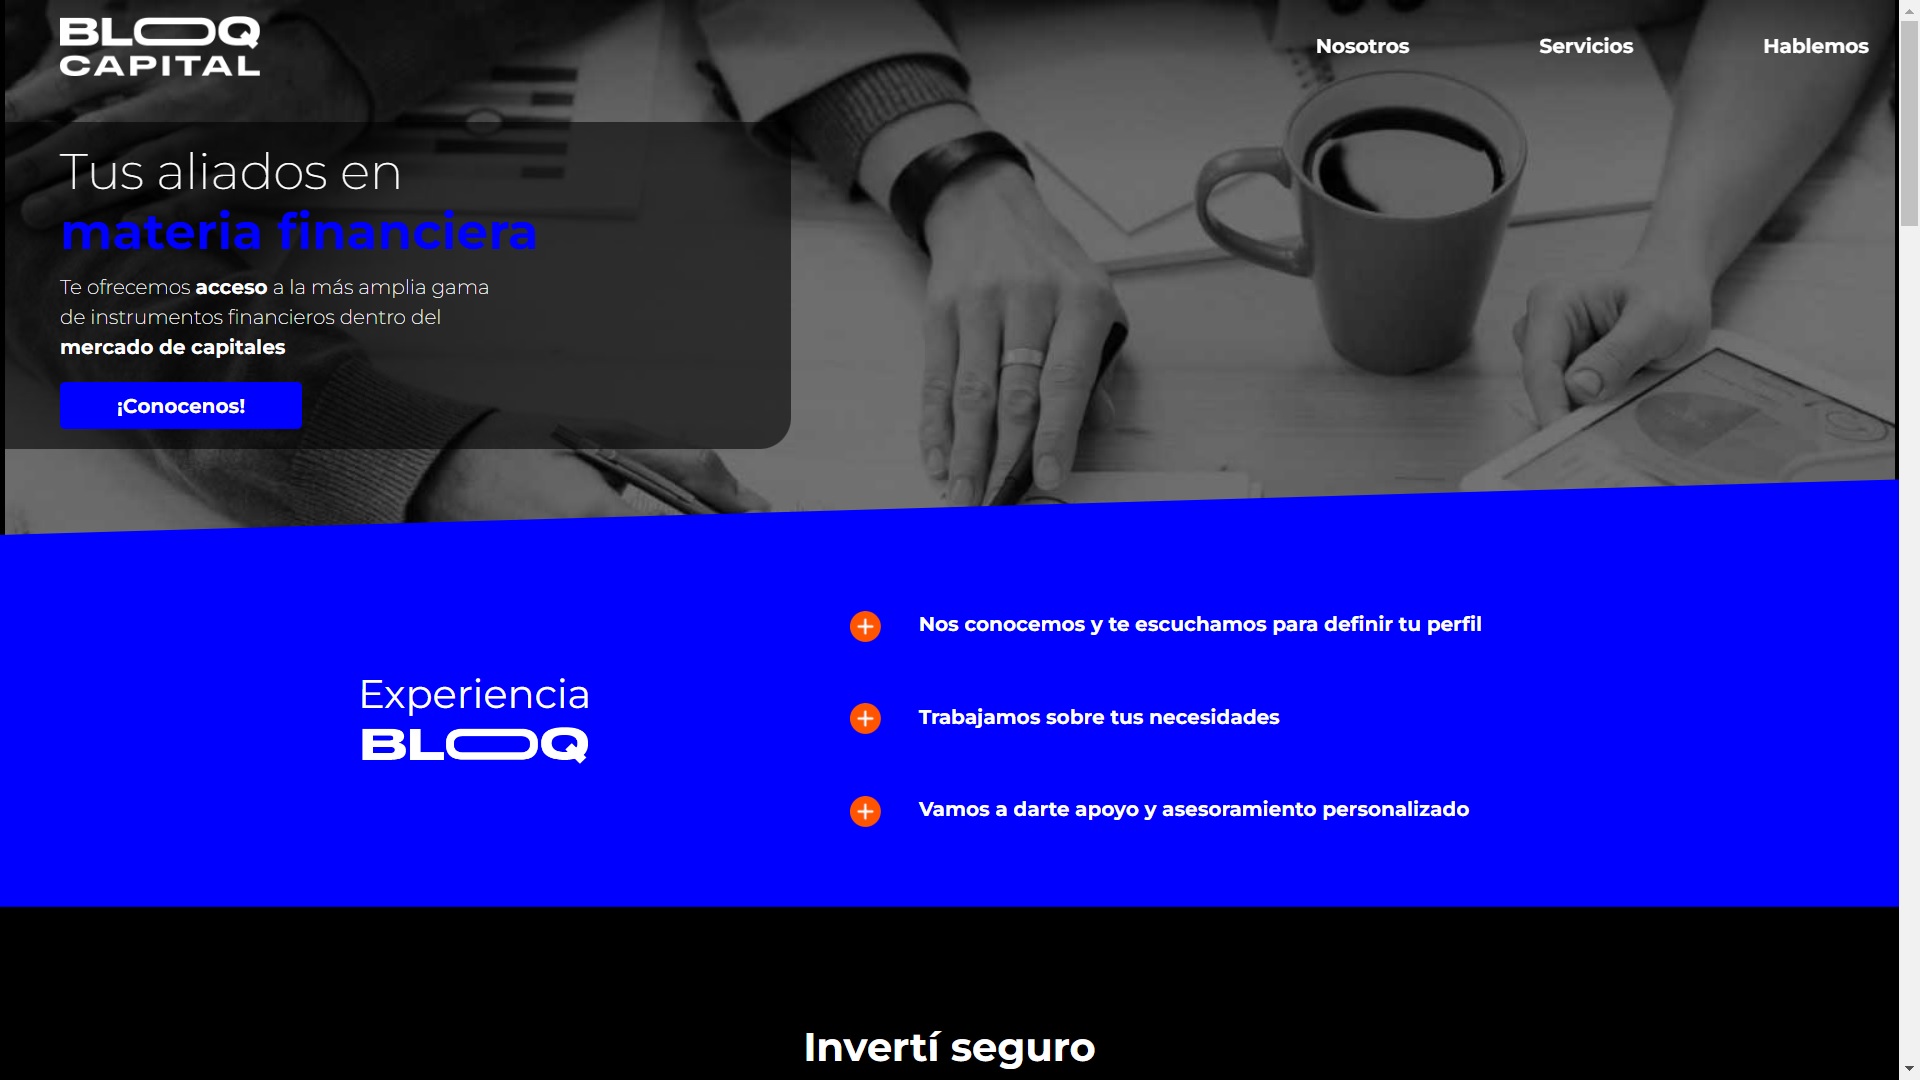 BLOQ
CAPITAL
Nosotros
Servicios
Hablemos
Tus aliados en
materia financiera
Te ofrecemos acceso a la más amplia gama
de instrumentos financieros dentro del
mercado de capitales
¡Conocenos!
Experiencia
BLOQ
Nos conocemos y te escuchamos para definir tu perfil
Trabajamos sobre tus necesidades
Vamos a darte apoyo y asesoramiento personalizado
Invertí seguro